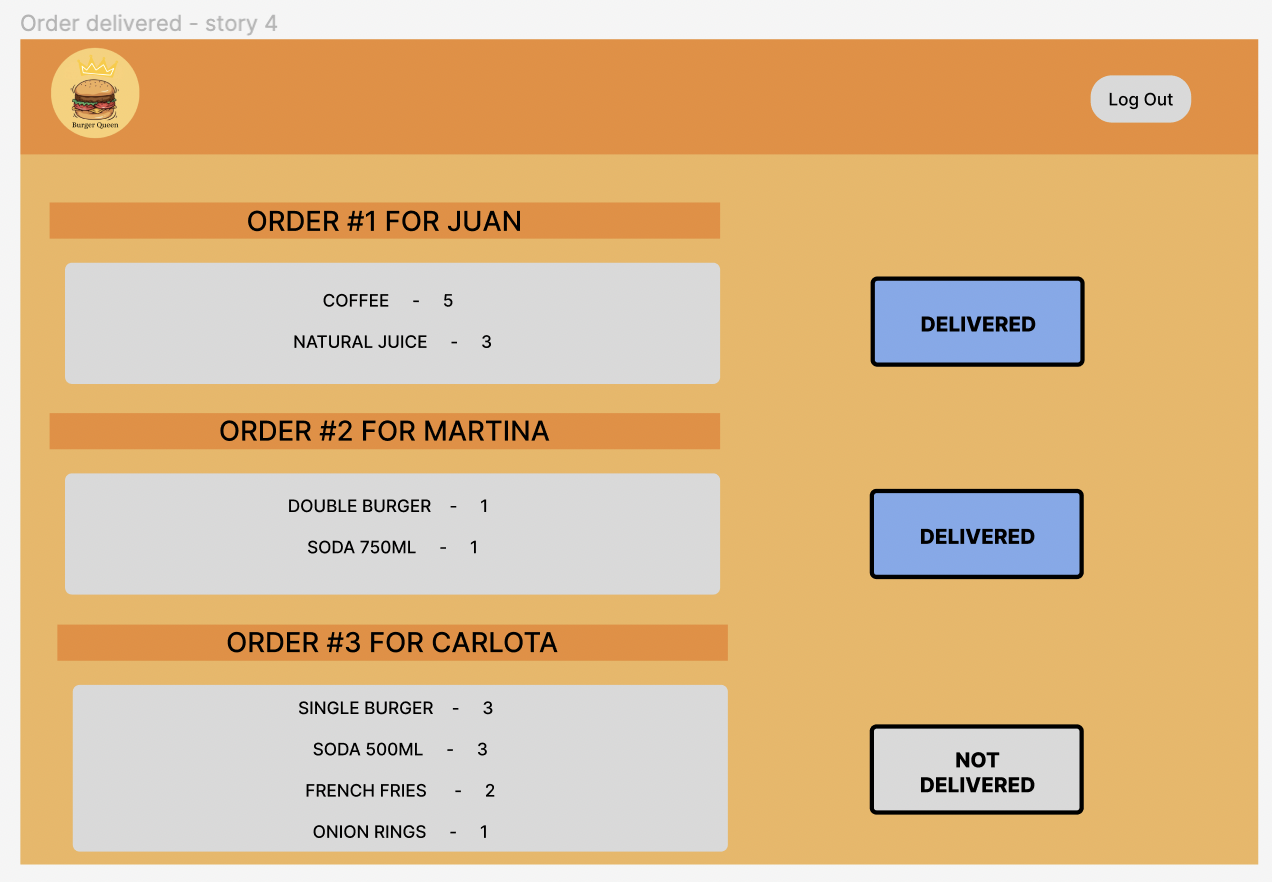 Order delivered - story 4
Burger Queen
Log Out
ORDER #1 FOR JUAN
COFFEE - 5
NATURAL JUICE - 3
DELIVERED
ORDER #2 FOR MARTINA
DOUBLE BURGER - 1
SODA 750ML - 1
DELIVERED
ORDER #3 FOR CARLOTA
SINGLE BURGER - 3
SODA 500ML - 3
FRENCH FRIES - 2
ONION RINGS - 1
NOT
DELIVERED